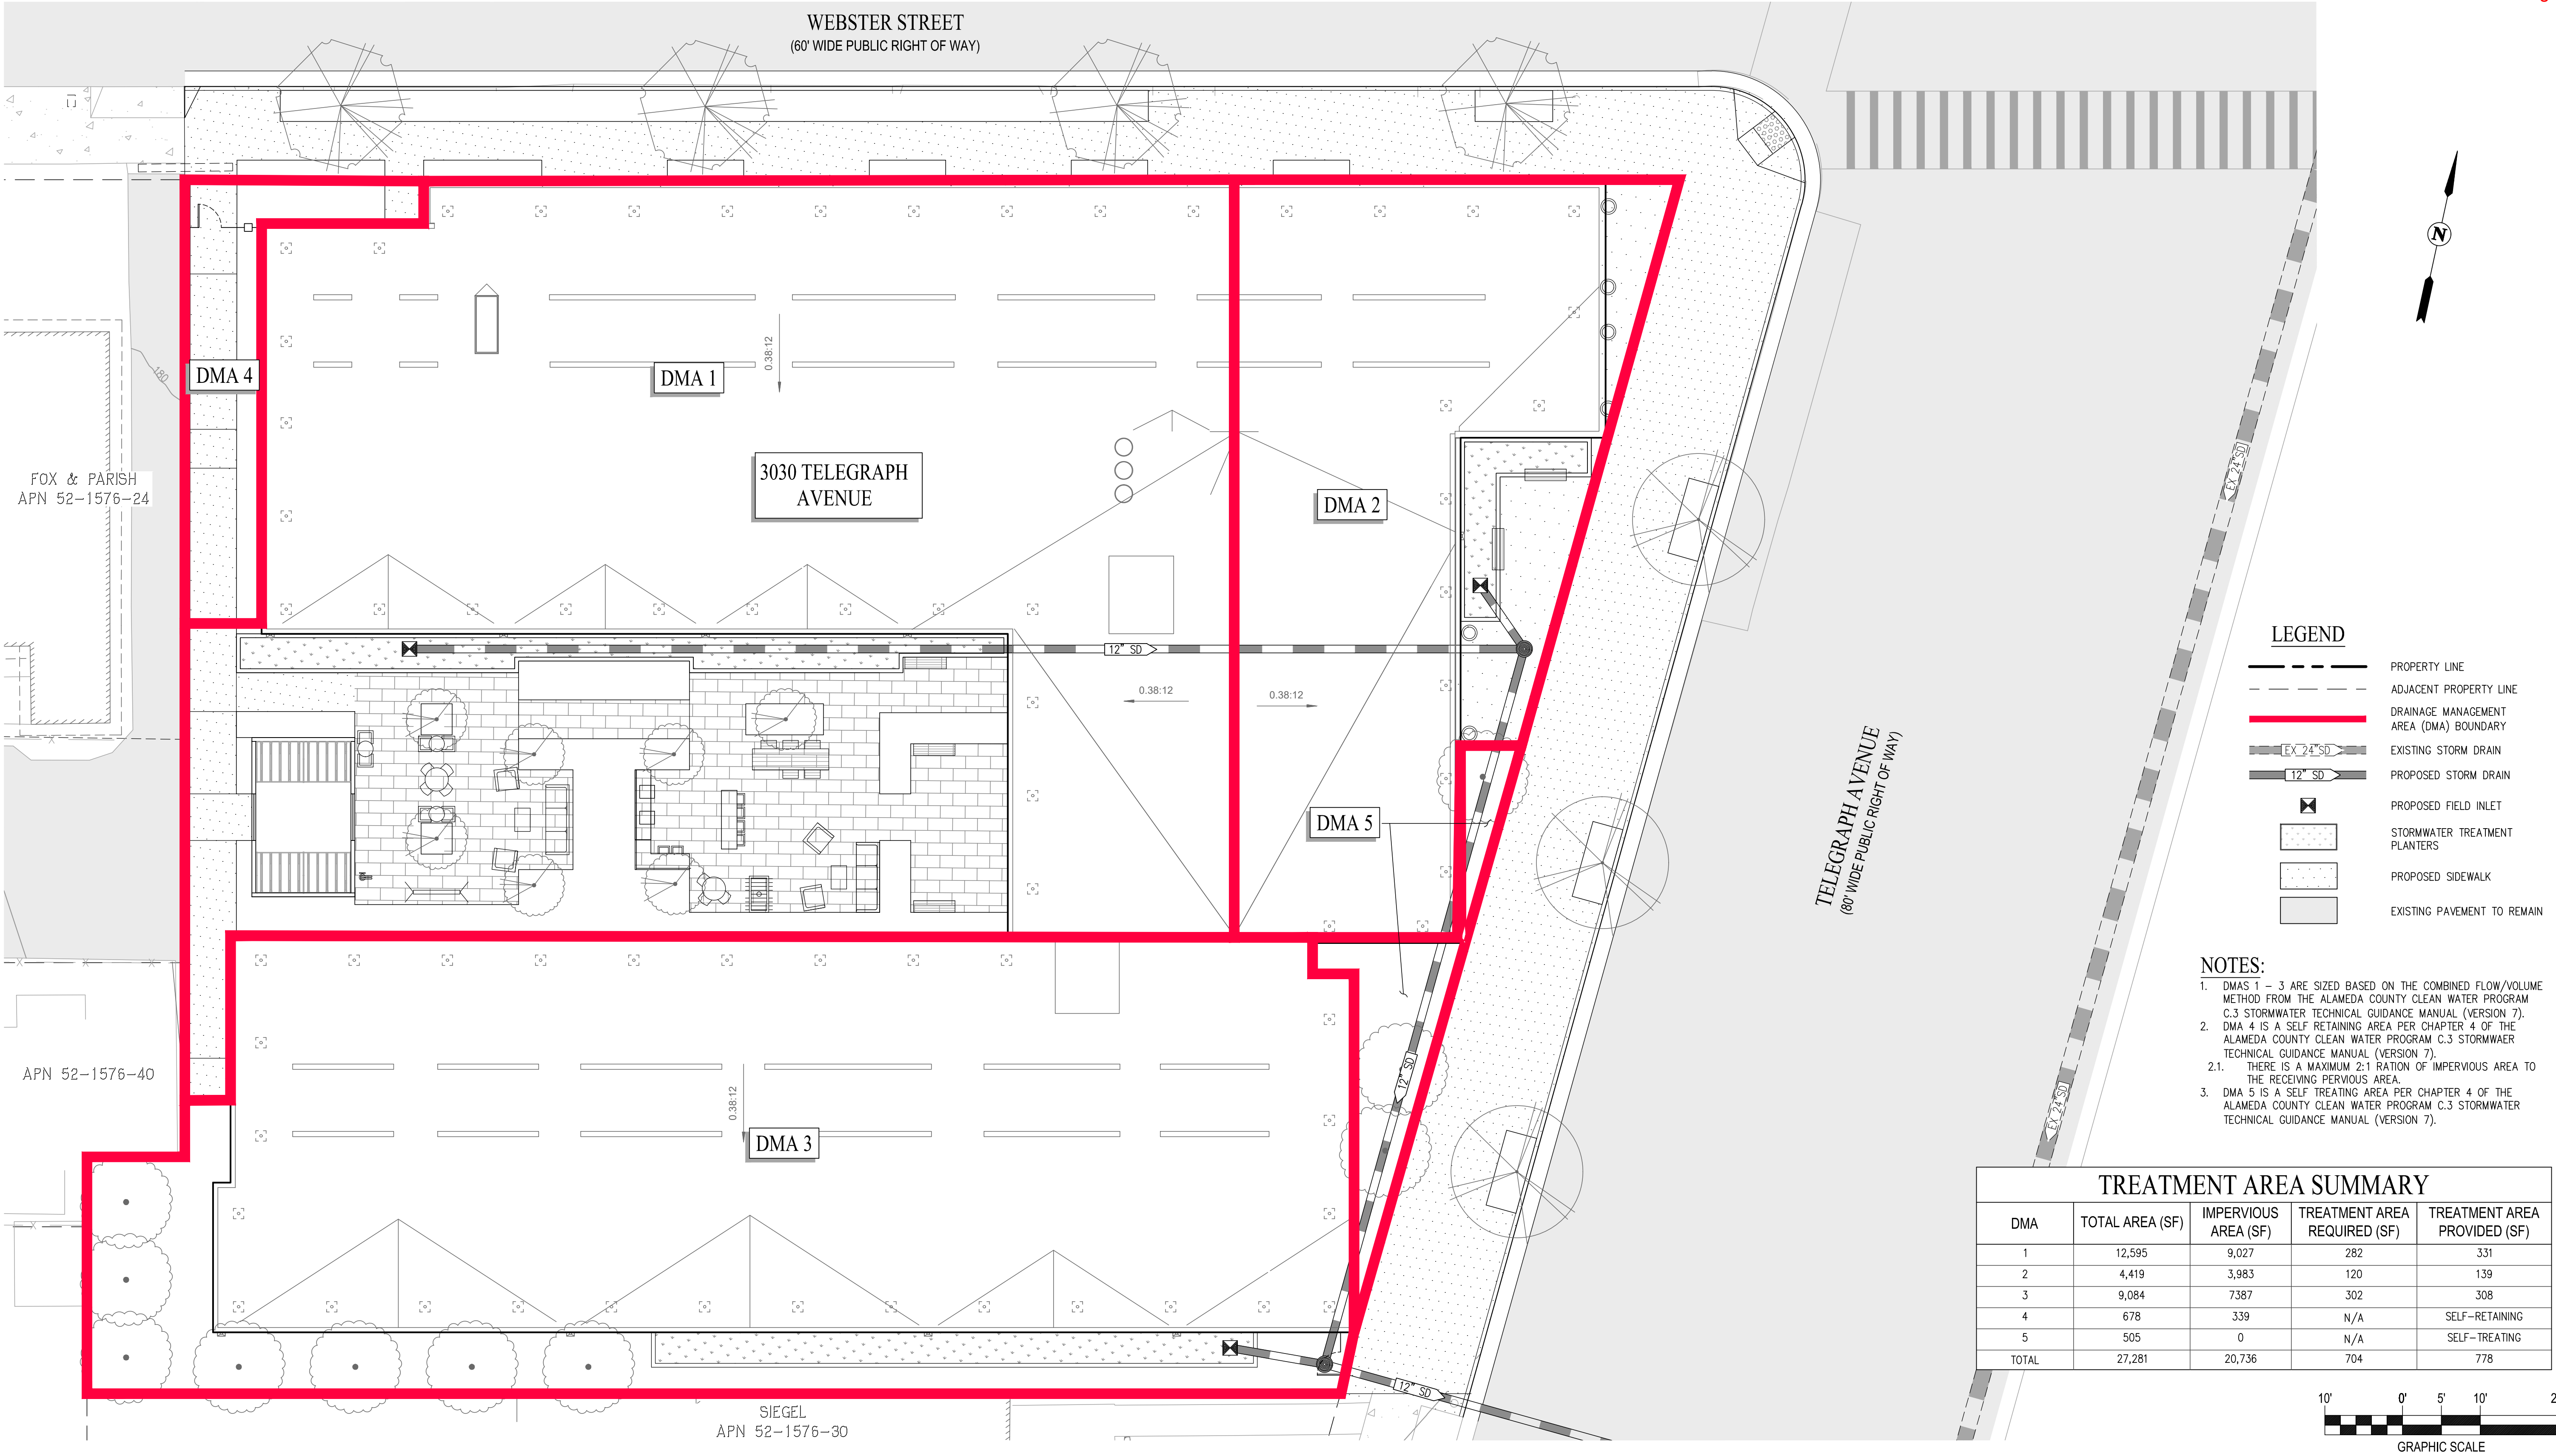 WEBSTER STREET
(60' WIDE PUBLIC RIGHT OF WAY)
DMA 4
DMA 1
0.38:12
180
3030 TELEGRAPH
AVENUE
DMA 2
FOX & PARISH
APN 52-1576-24
12" SD
0.38:12
0.38:12
DMA 5
TELEGRAPH AVENUE
(80' WIDE PUBLIC RIGHT OF WAY)
EX 24"SD
APN 52-1576-40
0.38:12
DMA 3
12" SD
EX 24"SD
12" SD
SIEGEL
APN 52-1576-30
N
LEGEND
PROPERTY LINE
ADJACENT PROPERTY LINE
DRAINAGE MANAGEMENT
AREA (DMA) BOUNDARY
EX 24"SD EXISTING STORM DRAIN
12" SD PROPOSED STORM DRAIN
PROPOSED FIELD INLET
STORMWATER TREATMENT
PLANTERS
PROPOSED SIDEWALK
EXISTING PAVEMENT TO REMAIN
NOTES:
1. DMAS 1 - 3 ARE SIZED BASED ON THE COMBINED FLOW/VOLUME
METHOD FROM THE ALAMEDA COUNTY CLEAN WATER PROGRAM
C.3 STORMWATER TECHNICAL GUIDANCE MANUAL (VERSION 7).
2. DMA 4 IS A SELF RETAINING AREA PER CHAPTER 4 OF THE
ALAMEDA COUNTY CLEAN WATER PROGRAM C.3 STORMWAER
TECHNICAL GUIDANCE MANUAL (VERSION 7).
2.1. THERE IS A MAXIMUM 2:1 RATION OF IMPERVIOUS AREA TO
THE RECEIVING PERVIOUS AREA.
3. DMA 5 IS A SELF TREATING AREA PER CHAPTER 4 OF THE
ALAMEDA COUNTY CLEAN WATER PROGRAM C.3 STORMWATER
TECHNICAL GUIDANCE MANUAL (VERSION 7).
TREATMENT AREA SUMMARY
DMA TOTAL AREA (SF) IMPERVIOUS AREA (SF) TREATMENT AREA REQUIRED (SF) TREATMENT AREA PROVIDED (SF)
1 12,595 9,027 282 331
2 4,419 3,983 120 139
3 9,084 7387 302 308
4 678 339 N/A SELF-RETAINING
5 505 0 N/A SELF-TREATING
TOTAL 27,281 20,736 704 778
10' 0' 5' 10'
GRAPHIC SCALE